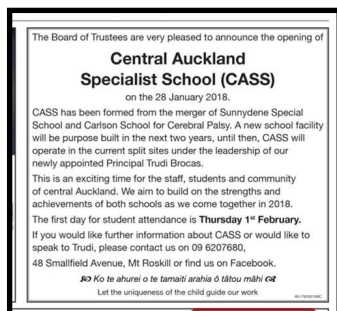 The Board of Trustees are very pleased to announce the opening of
Central Auckland
Specialist School (CASS)
on the 28 January 2018.
CASS has been formed from the merger of Sunnydene Special
School and Carlson School for Cerebral Palsy. A new school facility
will be purpose built in the next two years, until then, CASS will
operate in the current split sites under the leadership of our
newly appointed Principal Trudi Brocas.
This is an exciting time for the staff, students and community
of central Auckland. We aim to build on the strengths and
achievements of both schools as we come together in 2018.
The first day for student attendance is Thursday 1st February.
If you would like further information about CASS or would like to
speak to Trudi, please contact us on 09 6207680,
48 Smallfield Avenue, Mt Roskill or find us on Facebook.
Ko te ahurei o te tamaiti arahia ō tātou māhi
Let the uniqueness of the child guide our work